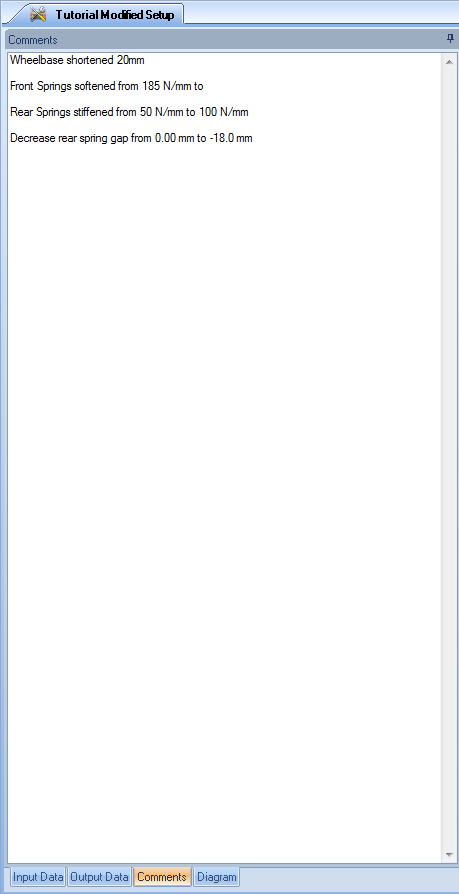 Tutorial Modified Setup
Comments
Wheelbase shortened 20mm
Front Springs softened from 185 N/mm to
Rear Springs stiffened from 50 N/mm to 100 N/mm
Decrease rear spring gap from 0.00 mm to -18.0 mm
Input Data Output Data Comments Diagram